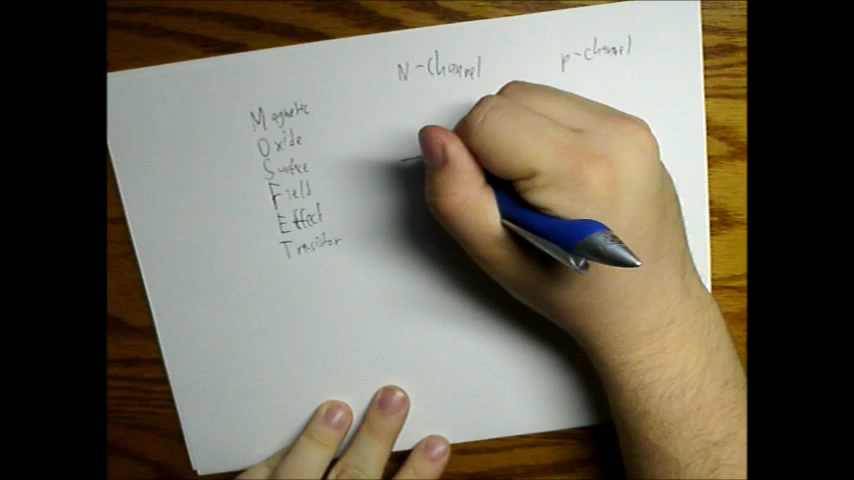 N-Channel
p-channel
Magnetic
Oxide
Surface
Field
Effect
Transistor